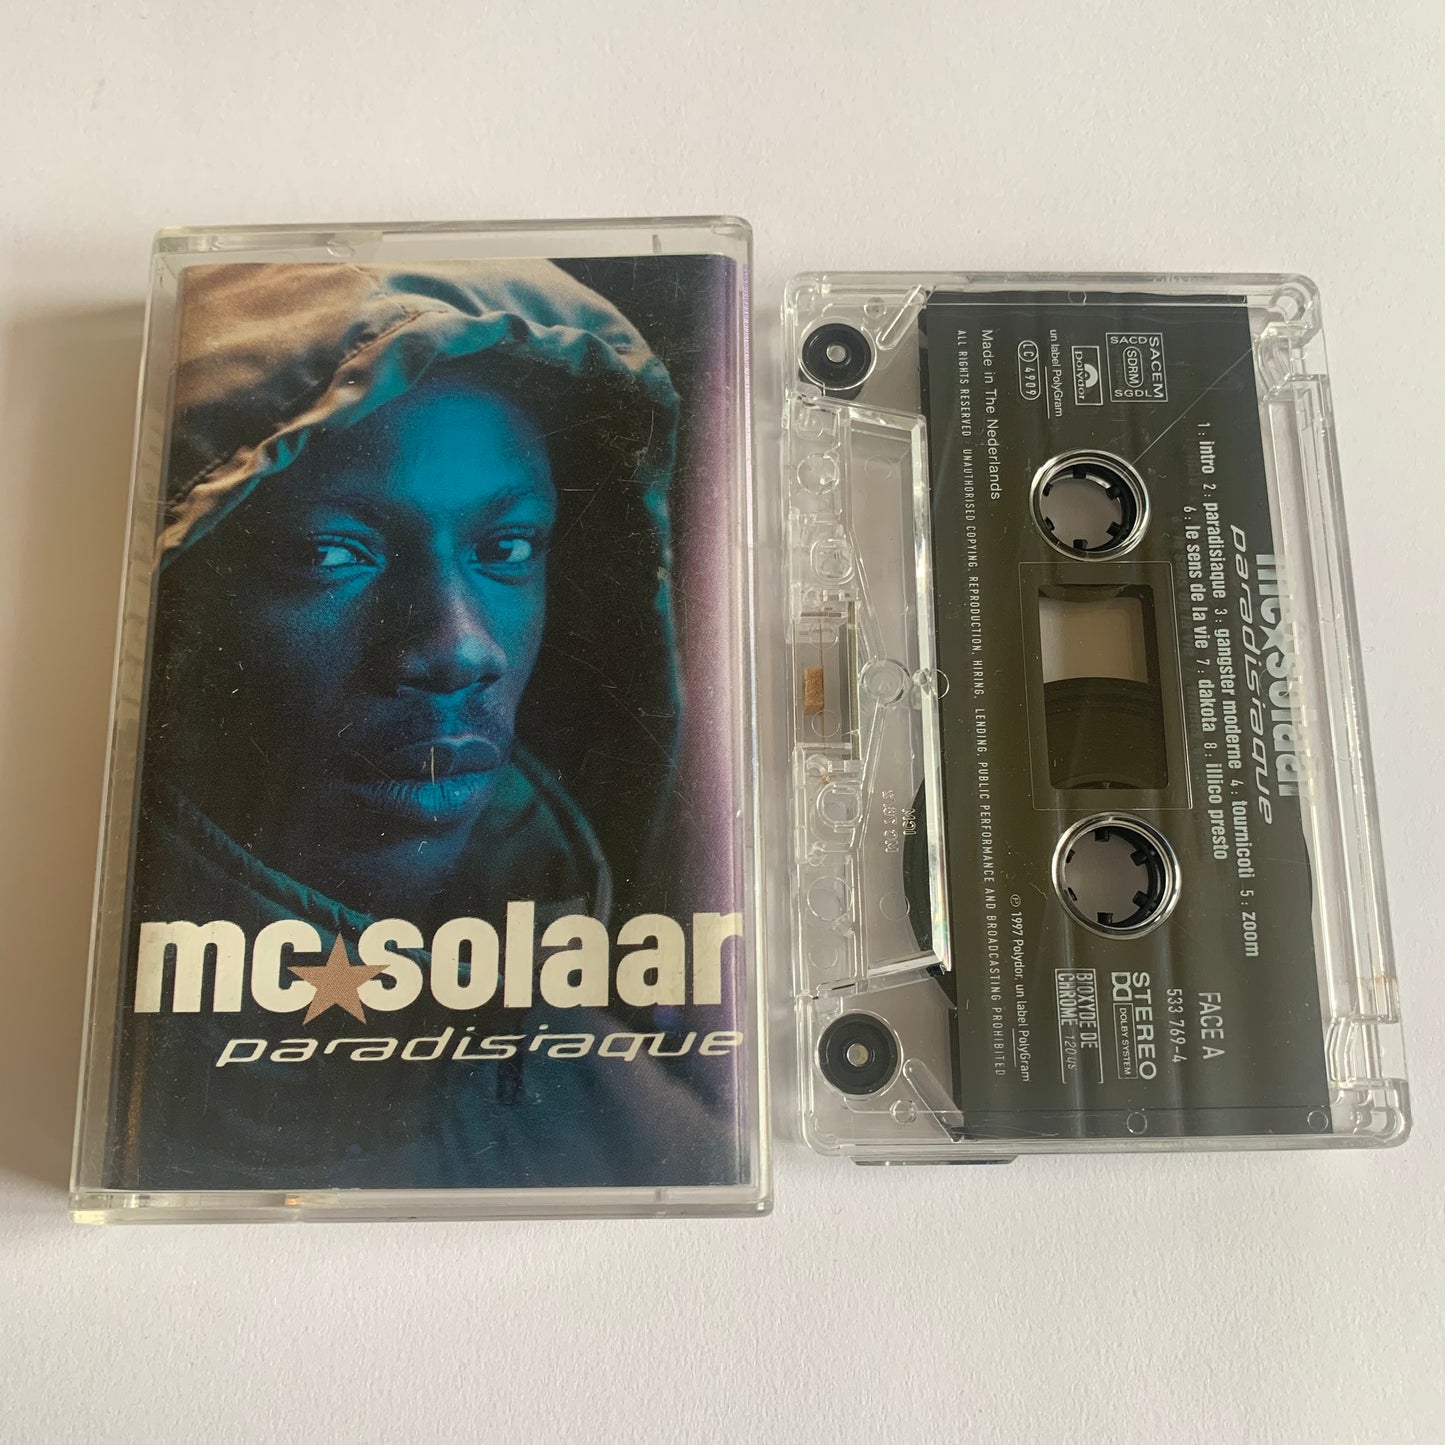 mc★solaar
paradisiaque
mc★solaar
paradisiaque
1: intro 2: paradisiaque 3: gangster moderne 4: tournicoti 5: zoom
6: le sens de la vie 7: dakota 8: illico presto
SACEM
SACD
SDRM
SGDL
Polydor
un label PolyGram
LC 4909
FACE A
533 769-4
STEREO
DOLBY SYSTEM
BIOXYDE DE
CHROME 120 µs
Made in The Nederlands
℗ 1997 Polydor, un label PolyGram
ALL RIGHTS RESERVED. UNAUTHORISED COPYING, REPRODUCTION, HIRING, LENDING, PUBLIC PERFORMANCE AND BROADCASTING PROHIBITED